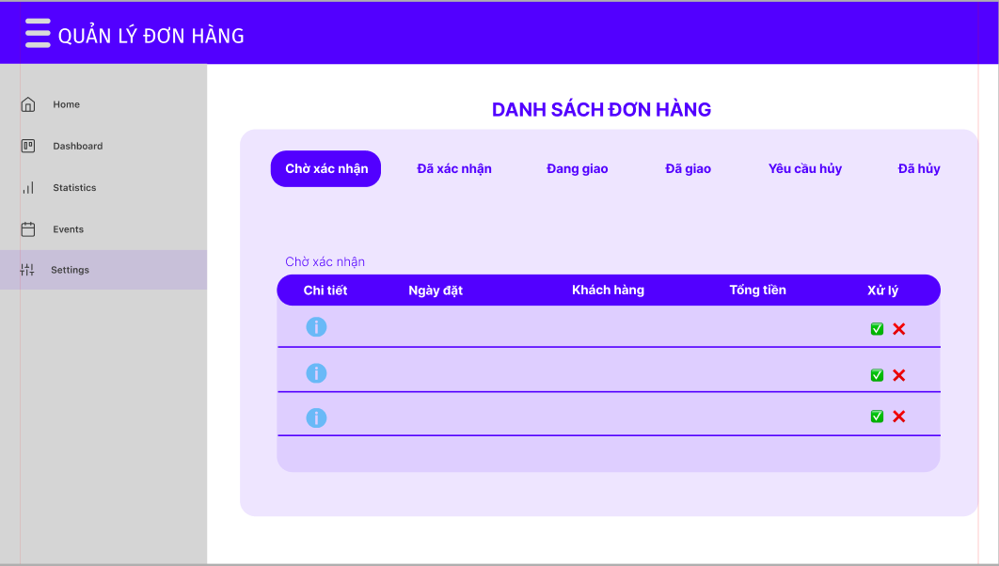 QUẢN LÝ ĐƠN HÀNG
Home
Dashboard
Statistics
Events
Settings
DANH SÁCH ĐƠN HÀNG
Chờ xác nhận Đã xác nhận Đang giao Đã giao Yêu cầu hủy Đã hủy
Chờ xác nhận
Chi tiết Ngày đặt Khách hàng Tổng tiền Xử lý